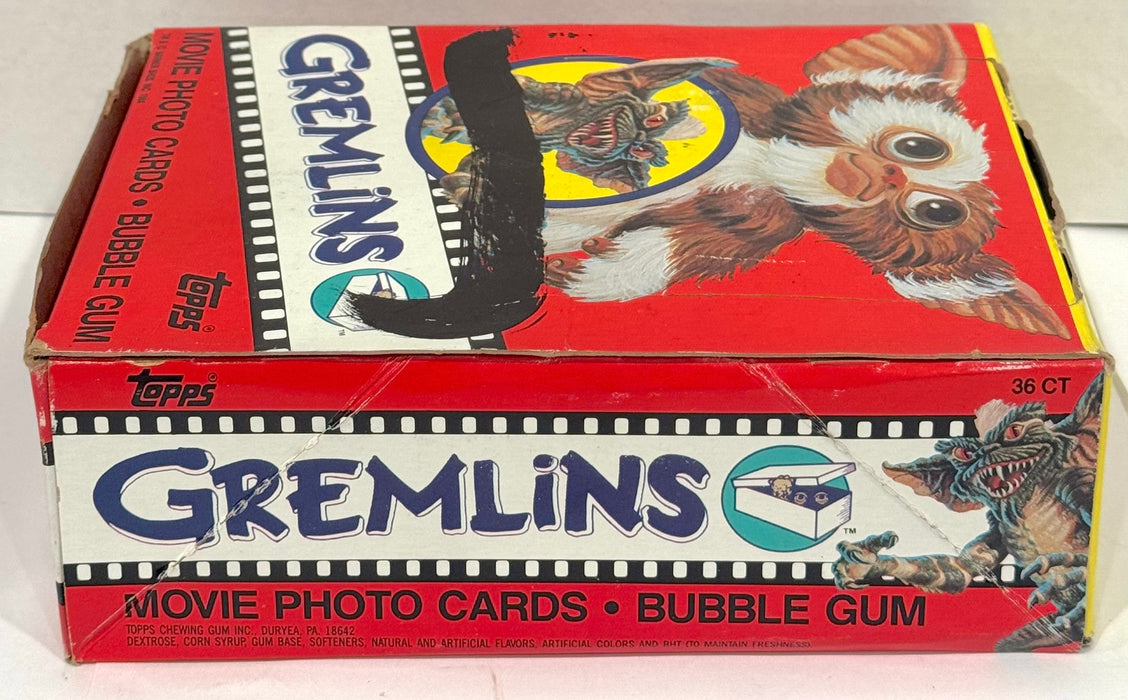 GREMLiNS
MOVIE PHOTO CARDS • BUBBLE GUM
TOPPS®
TM
TOPPS®
36 CT
GREMLiNS
TM
MOVIE PHOTO CARDS • BUBBLE GUM
TOPPS CHEWING GUM INC., DURYEA, PA. 18642
DEXTROSE, CORN SYRUP, GUM BASE, SOFTENERS, NATURAL AND ARTIFICIAL FLAVORS, ARTIFICIAL COLORS AND BHT (TO MAINTAIN FRESHNESS).